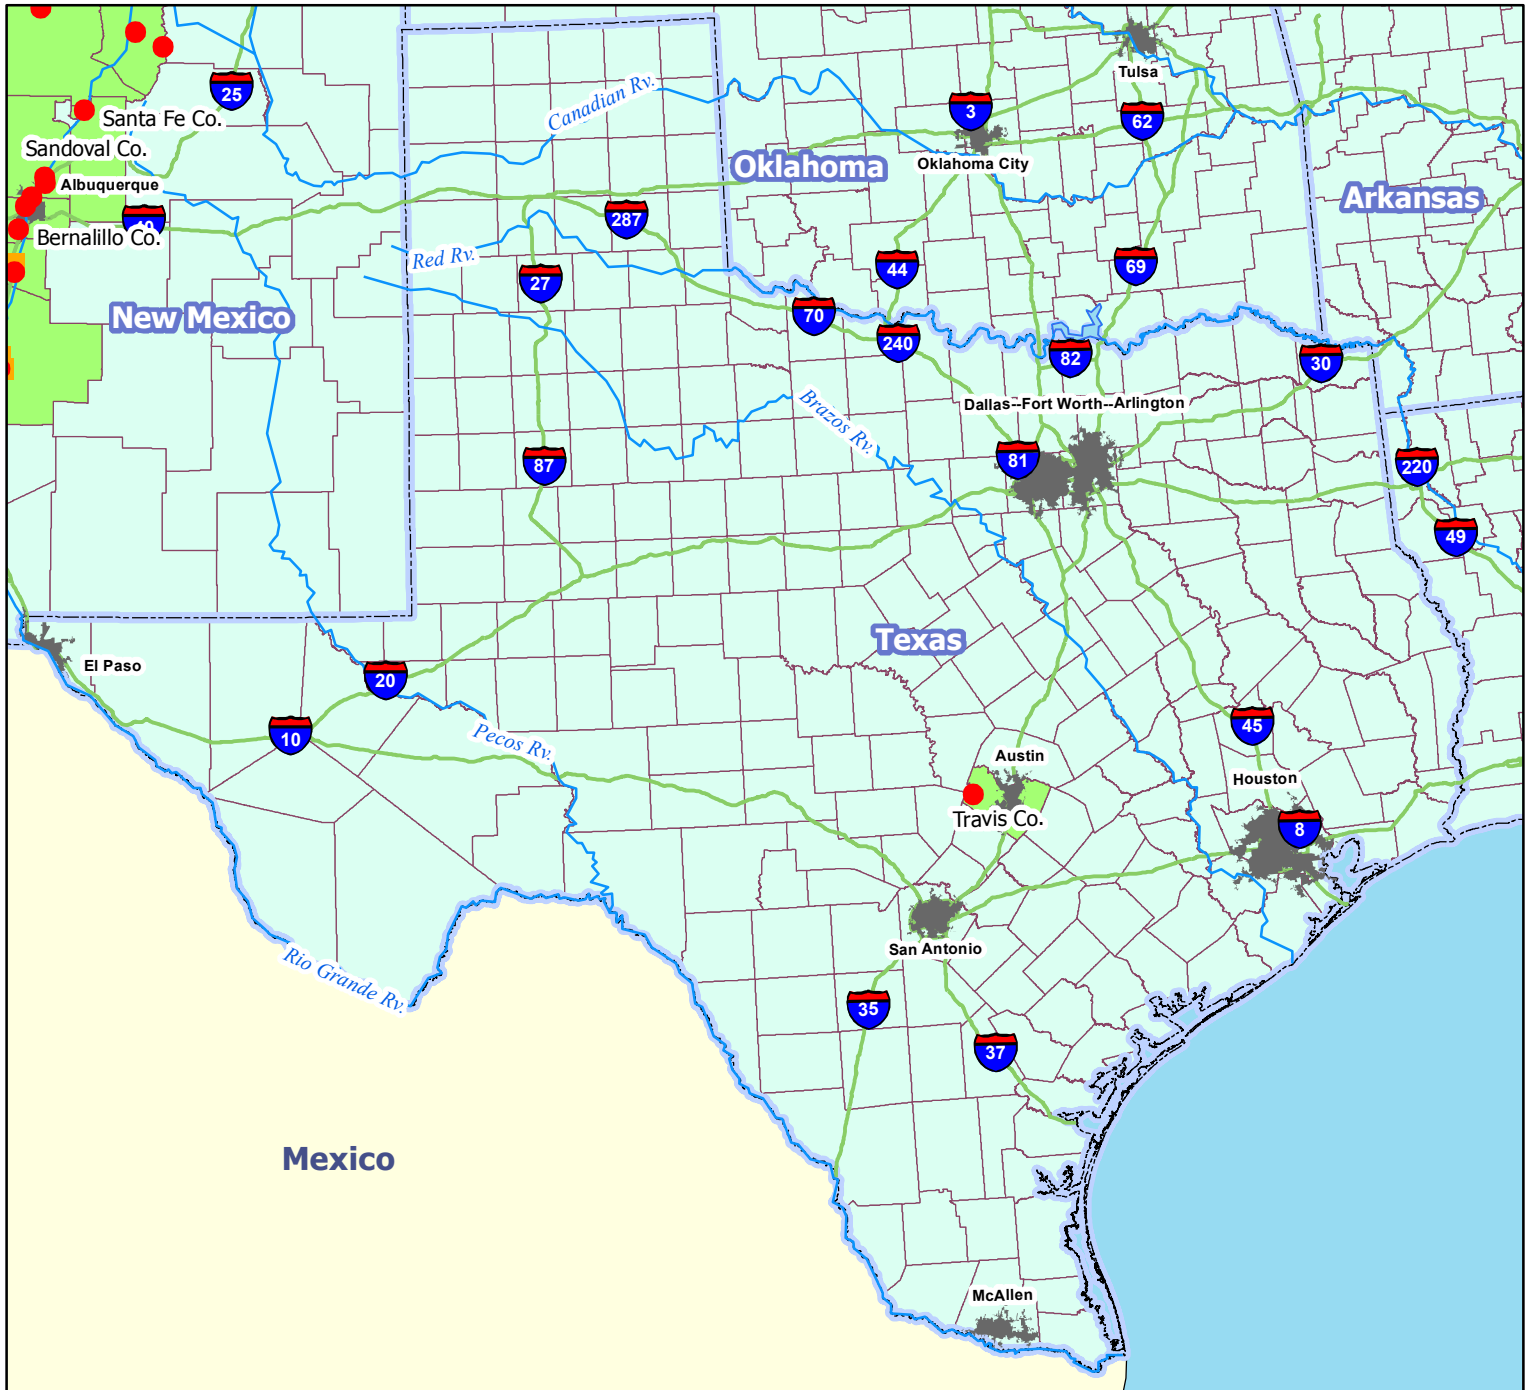 Tulsa
25
3
62
Santa Fe Co.
Canadian Rv.
Sandoval Co.
Oklahoma City
Oklahoma
Albuquerque
Arkansas
40
287
Bernalillo Co.
Red Rv.
44
69
27
New Mexico
70
240
82
30
Dallas--Fort Worth--Arlington
Brazos Rv.
87
81
220
49
Texas
El Paso
20
10
45
Pecos Rv.
Austin
Houston
Travis Co.
8
San Antonio
Rio Grande Rv.
35
37
Mexico
McAllen